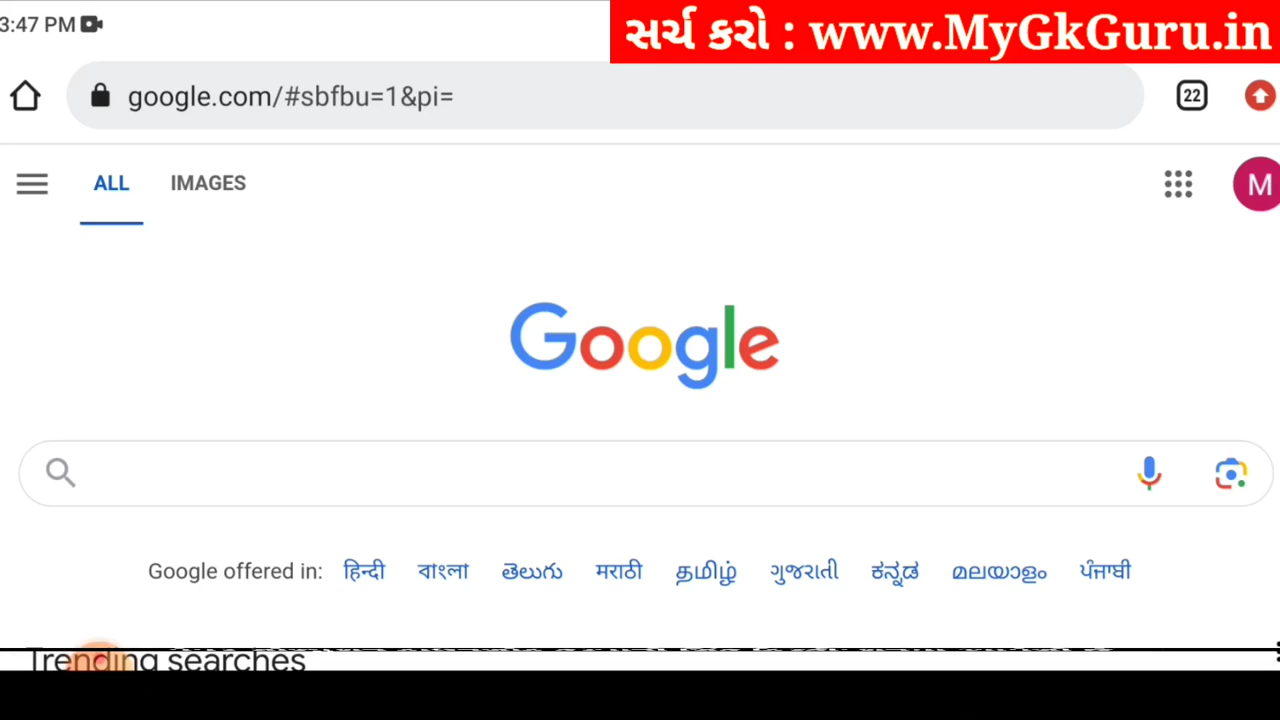 3:47 PM
સર્ચ કરો : www.MyGkGuru.in
google.com/#sbfbu=1&pi=
22
ALL IMAGES
M
Google
Google offered in: हिन्दी বাংলা తెలుగు मराठी தமிழ் ગુજરાતી ಕನ್ನಡ മലയാളം ਪੰਜਾਬੀ
Trending searches